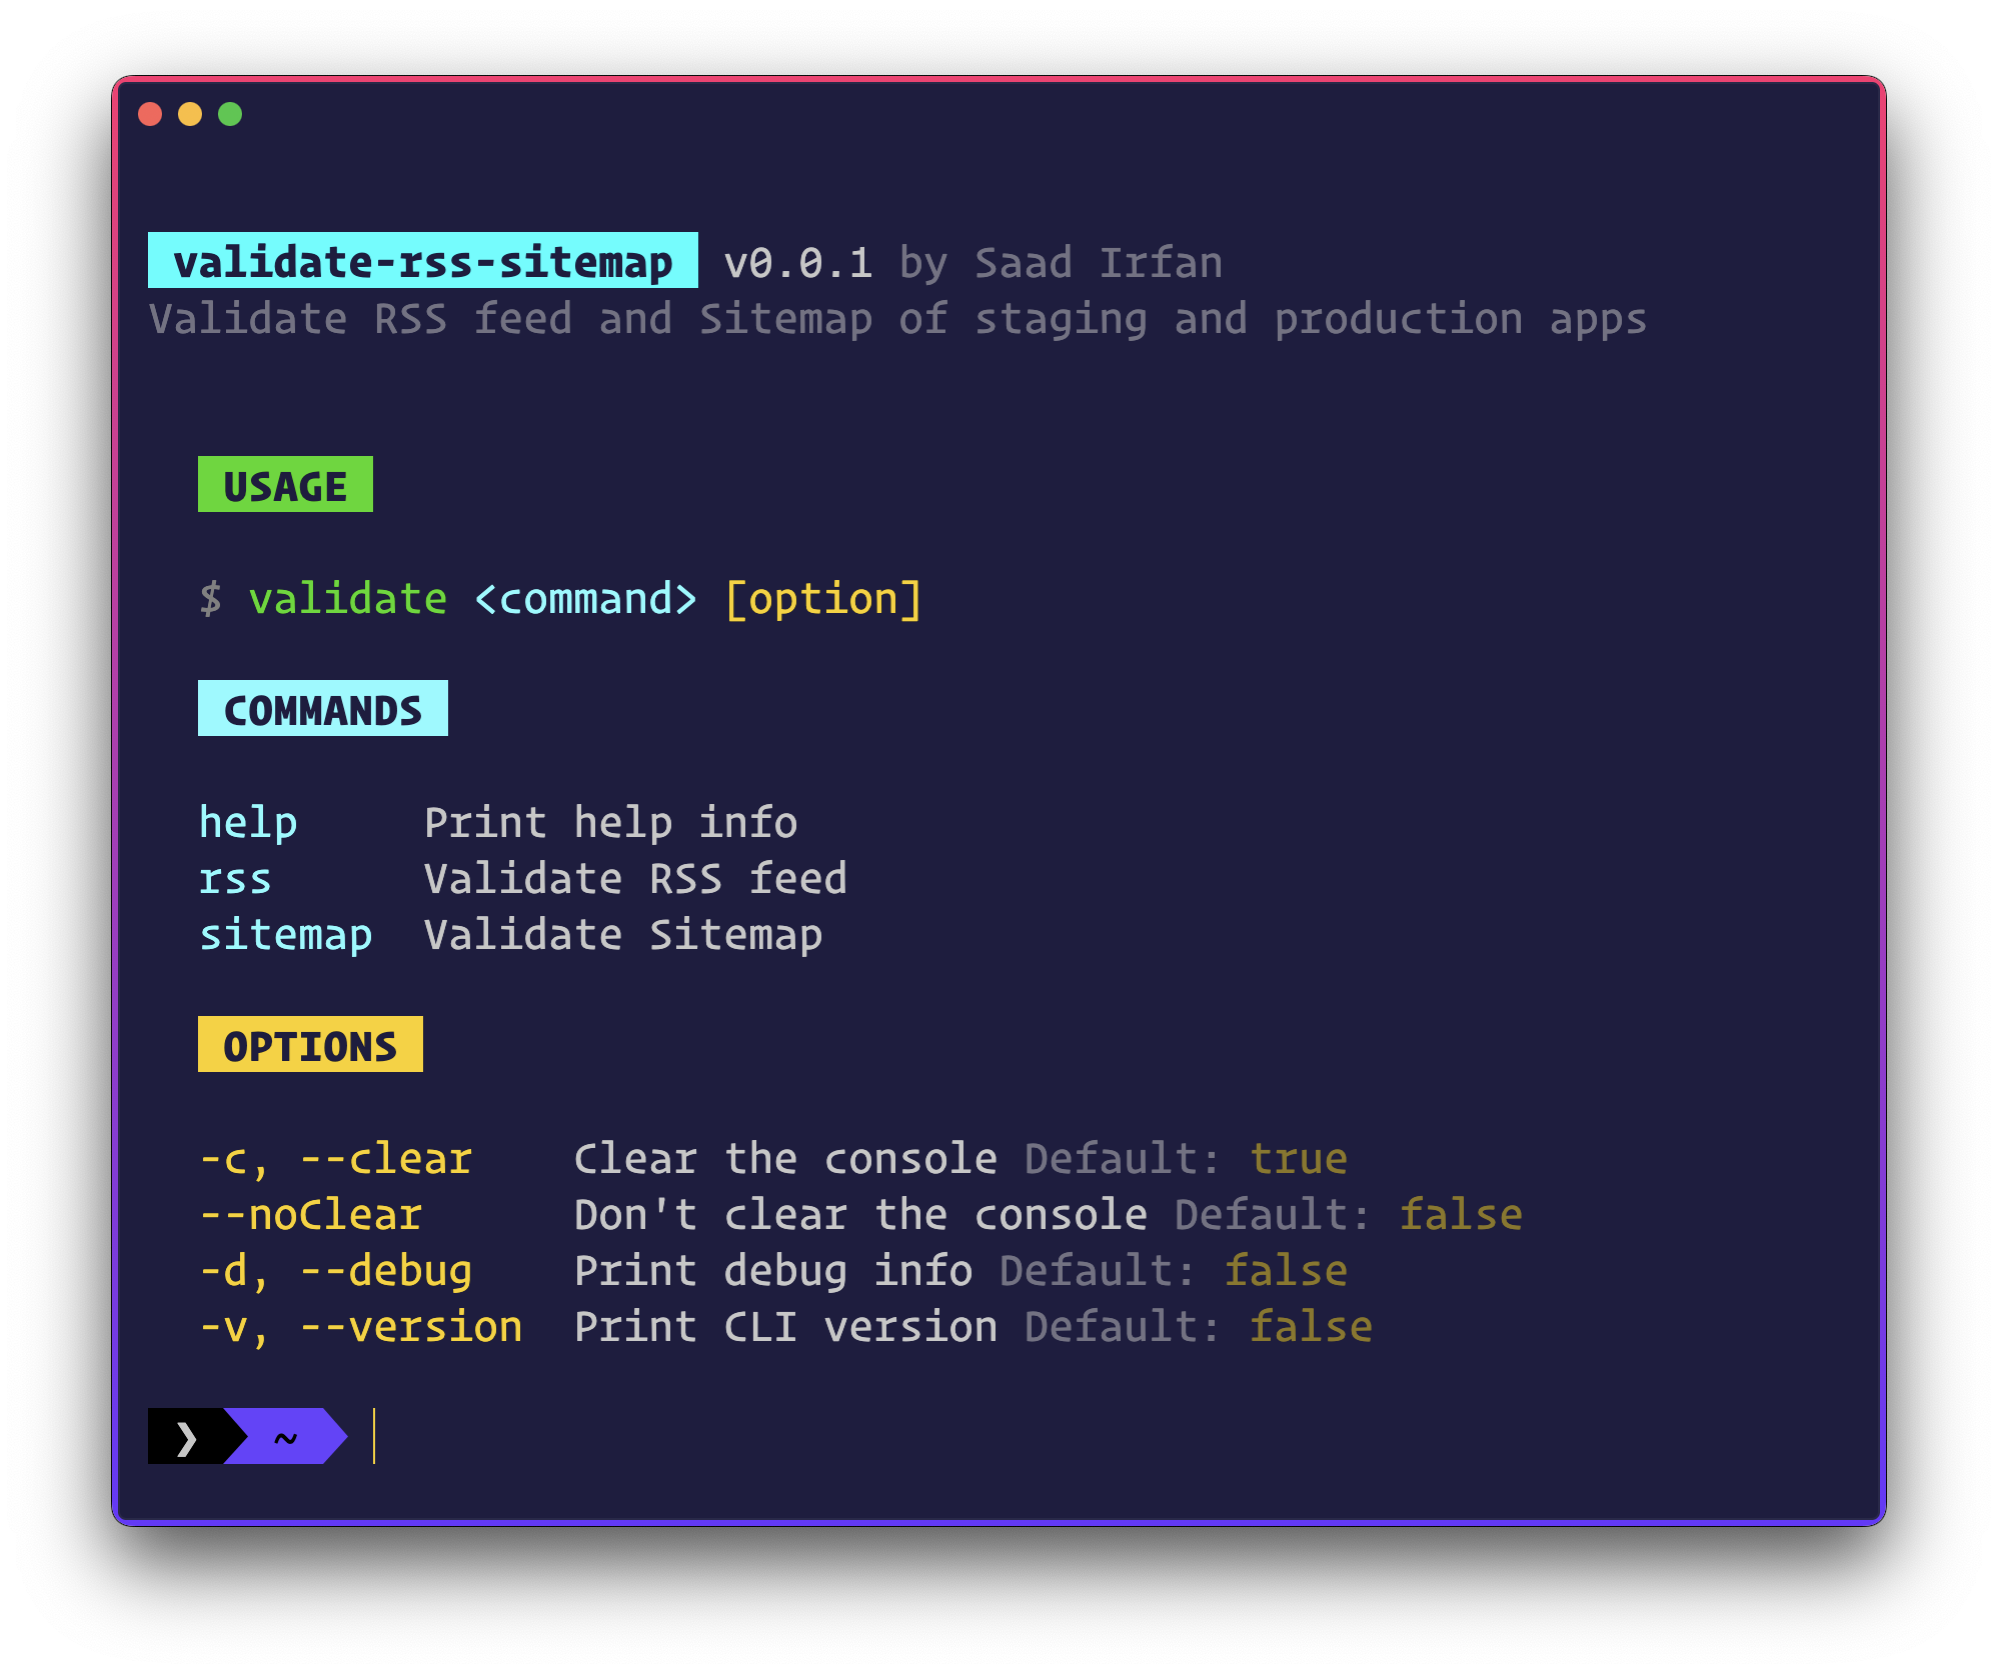 validate-rss-sitemap v0.0.1 by Saad Irfan
Validate RSS feed and Sitemap of staging and production apps
USAGE
$ validate <command> [option]
COMMANDS
help Print help info
rss Validate RSS feed
sitemap Validate Sitemap
OPTIONS
-c, --clear Clear the console Default: true
--noClear Don't clear the console Default: false
-d, --debug Print debug info Default: false
-v, --version Print CLI version Default: false
❯ ~